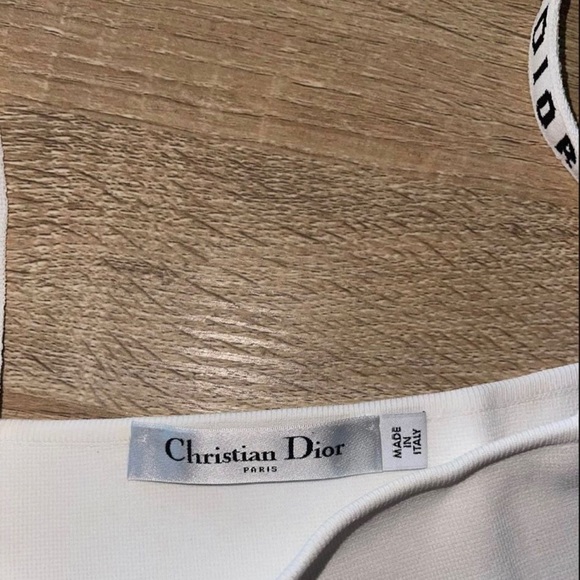 DIOR
Christian Dior
PARIS
MADE
IN
ITALY